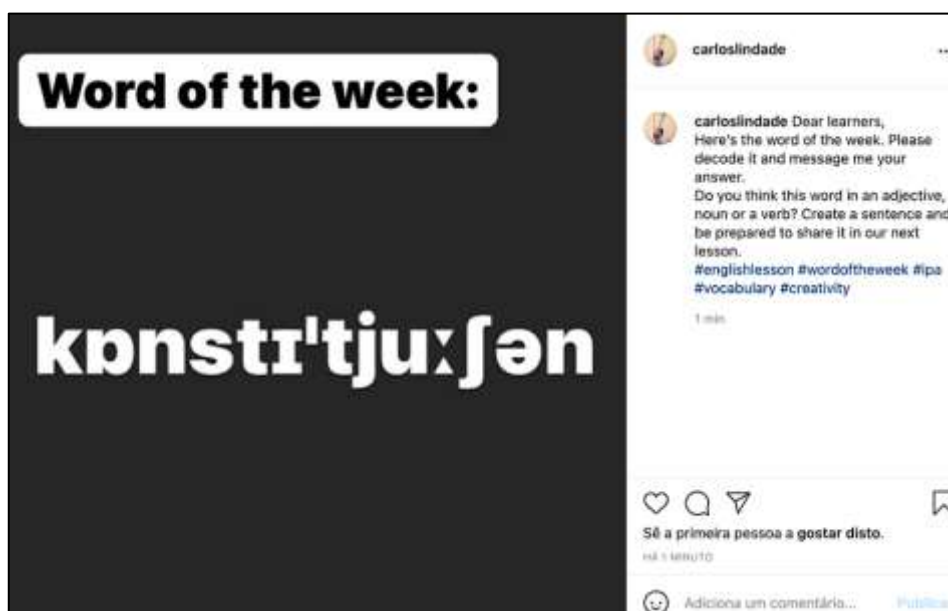 Word of the week:
kɒnstɪ'tjuːʃən
carloslindade
carloslindade Dear learners,
Here's the word of the week. Please
decode it and message me your
answer.
Do you think this word in an adjective,
noun or a verb? Create a sentence and
be prepared to share it in our next
lesson.
#englishlesson #wordoftheweek #ipa
#vocabulary #creativity
1 min
Sê a primeira pessoa a gostar disto.
HÁ 1 MINUTO
Adiciona um comentário...